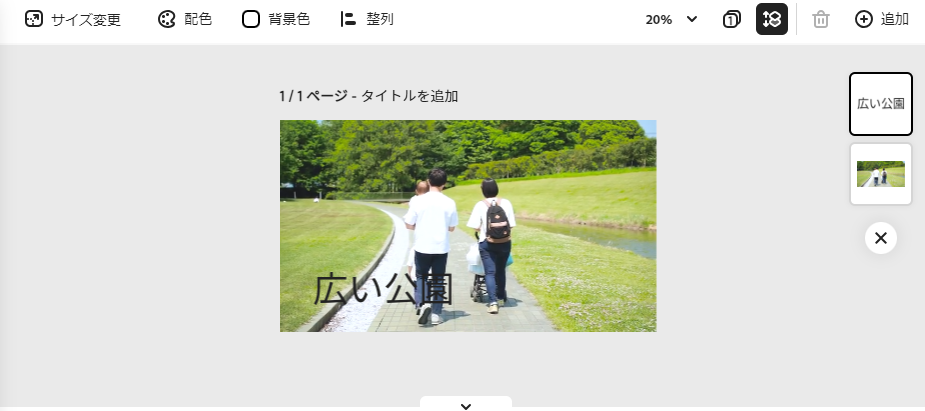 サイズ変更 配色 背景色 整列 20% 1 追加
1 / 1 ページ - タイトルを追加
広い公園
広い公園